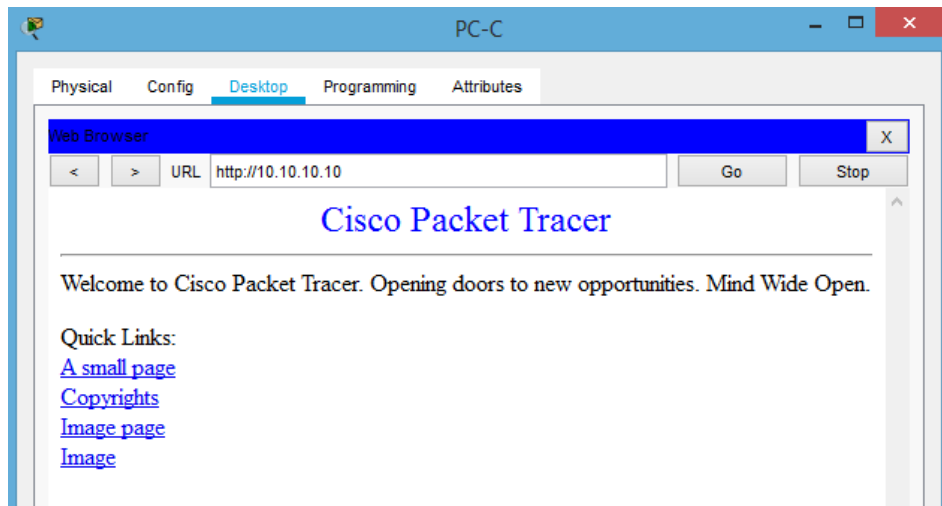 PC-C
Physical Config Desktop Programming Attributes
Web Browser X
< > URL http://10.10.10.10 Go Stop
Cisco Packet Tracer
Welcome to Cisco Packet Tracer. Opening doors to new opportunities. Mind Wide Open.
Quick Links:
A small page
Copyrights
Image page
Image